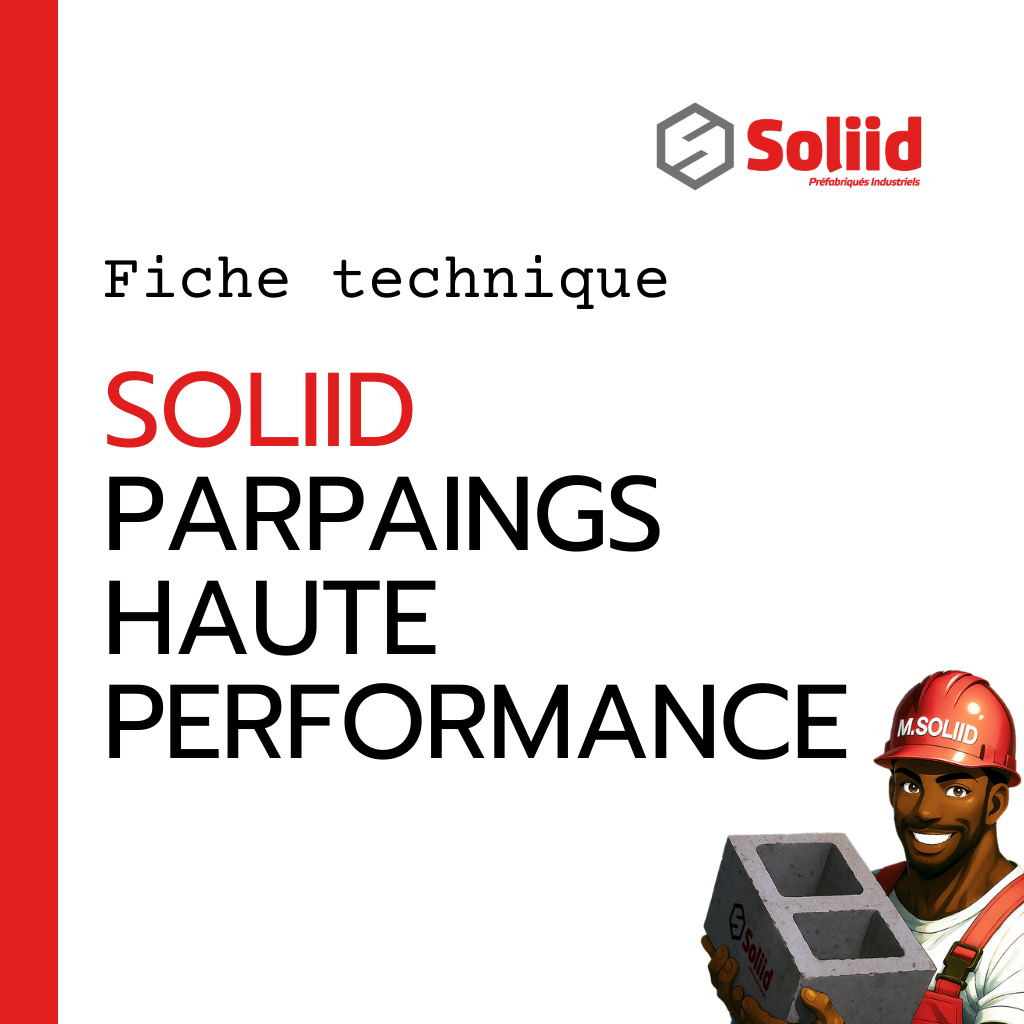 Soliid
Préfabriqués Industriels
Fiche technique
SOLIID
PARPAINGS
HAUTE
PERFORMANCE
M.SOLIID
Soliid